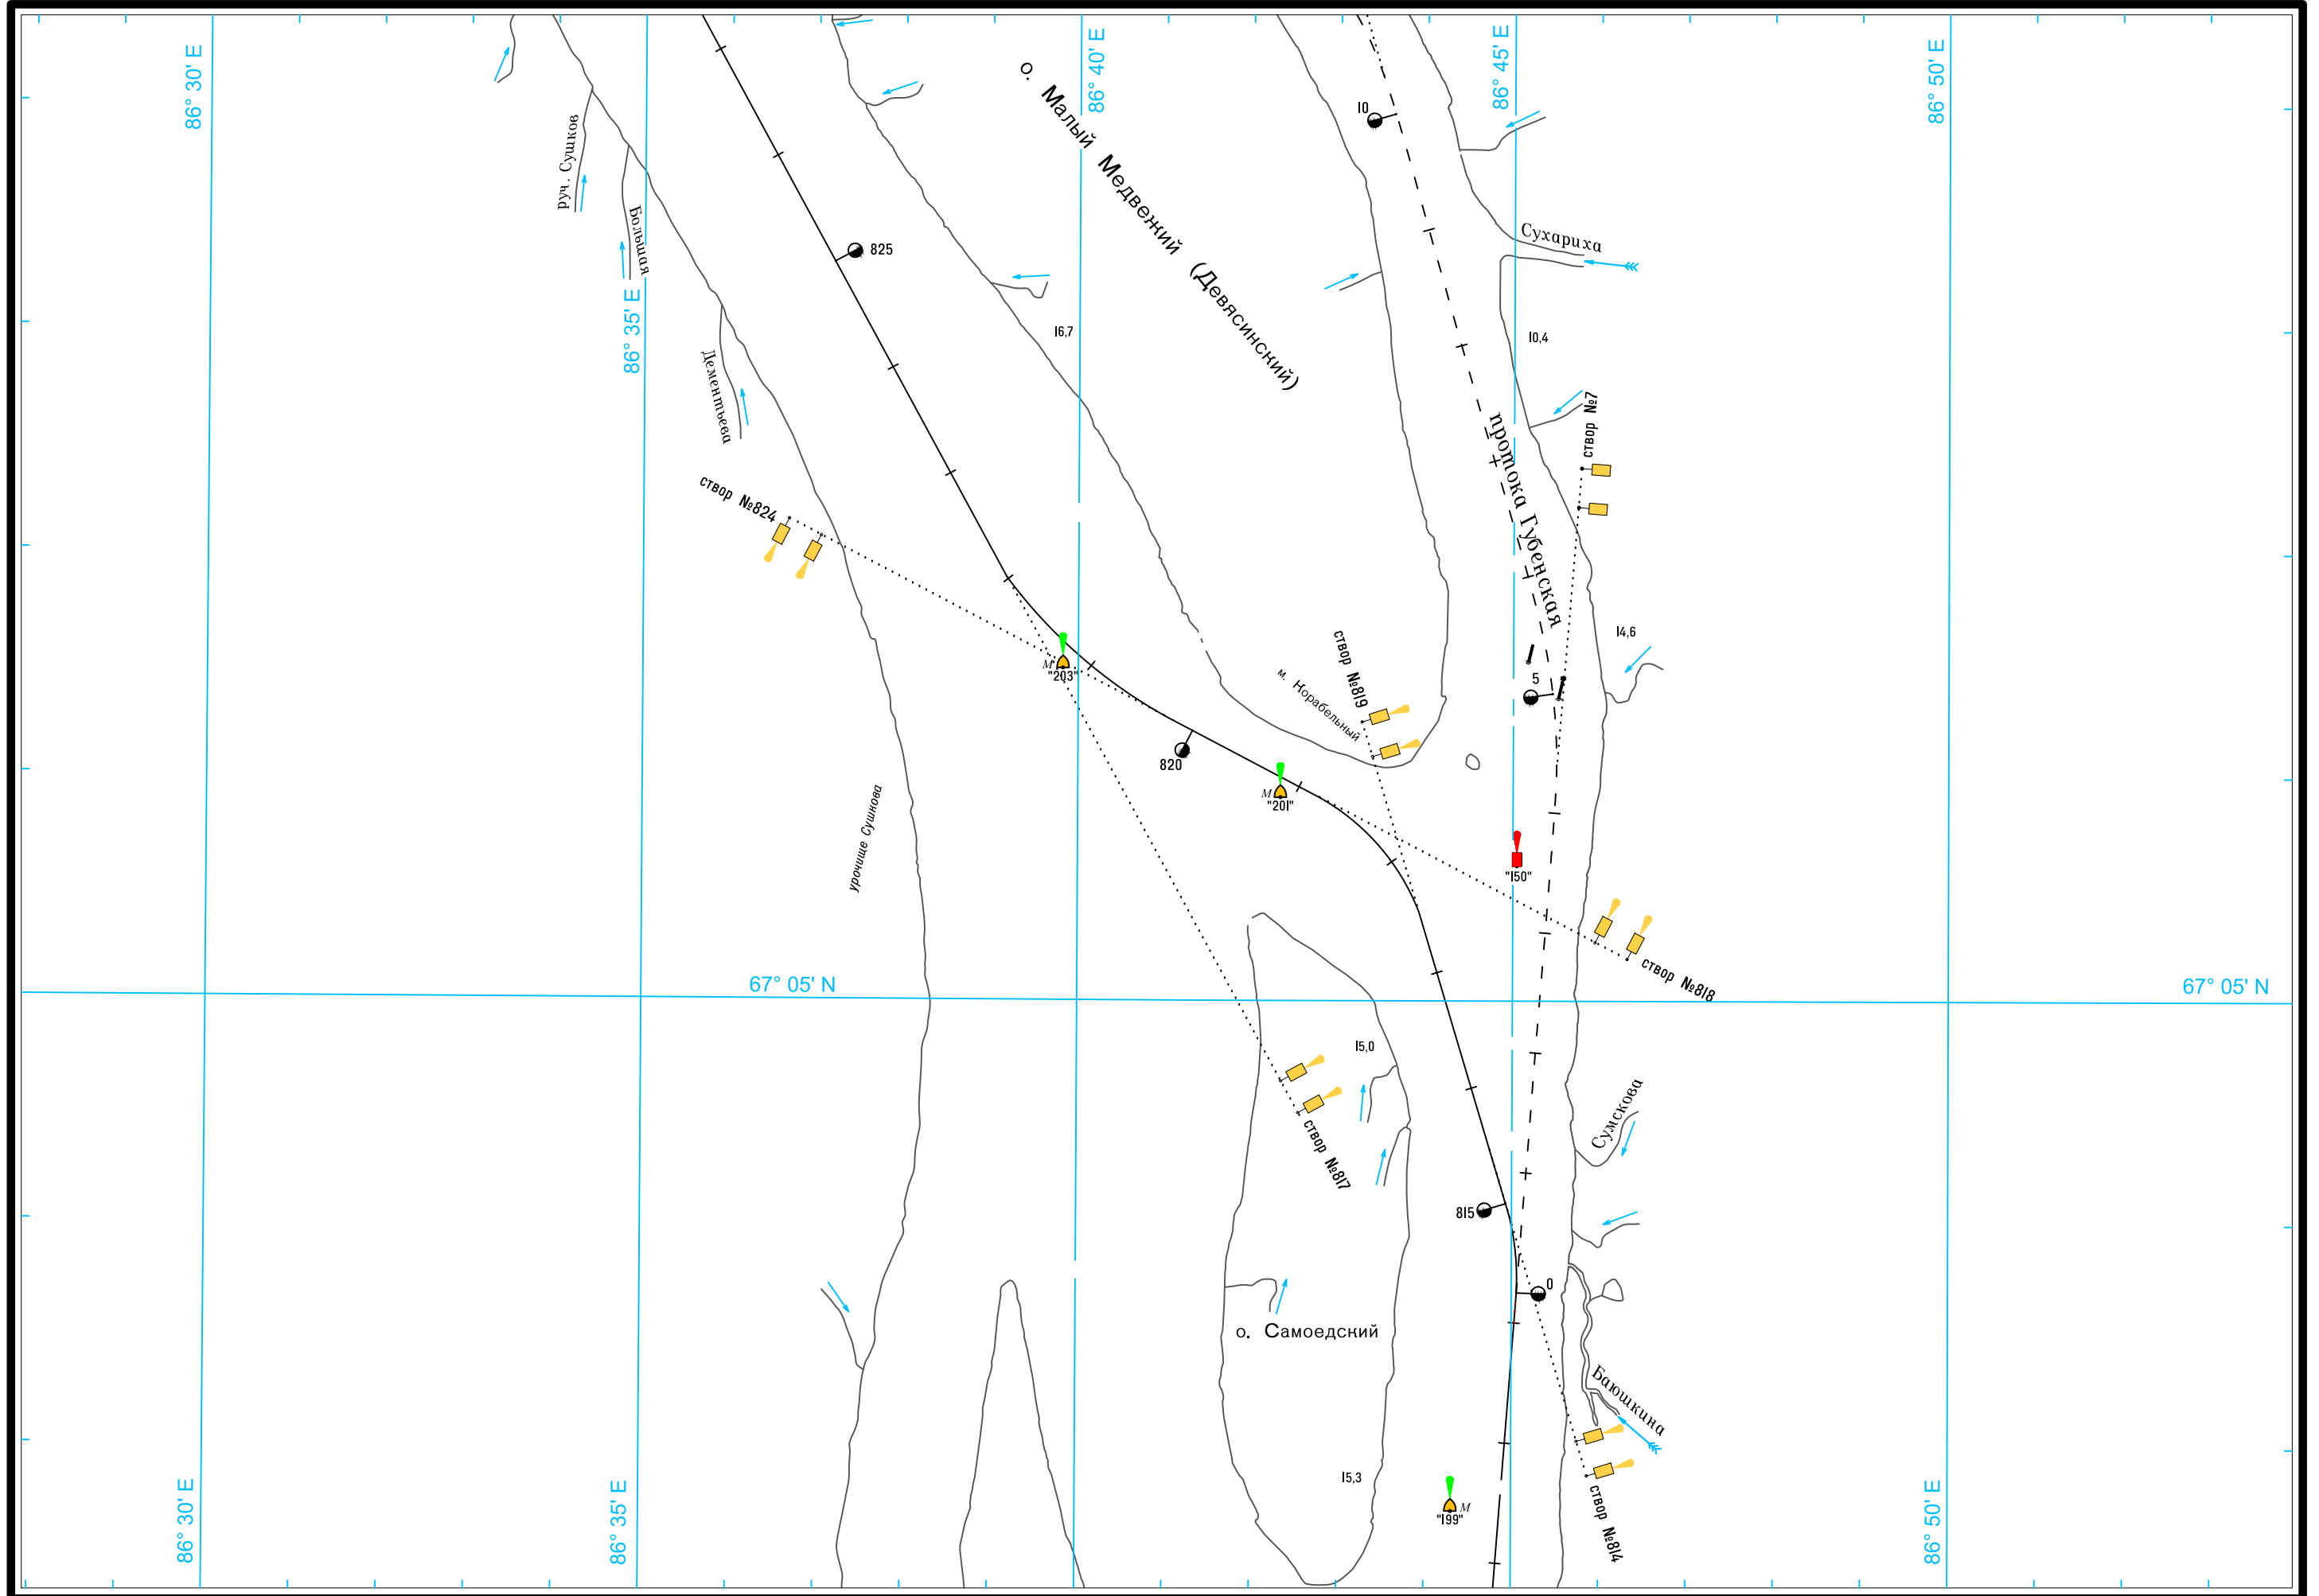 86° 30' E
86° 40' E
86° 45' E
86° 50' E
о. Малый Медвежий (Девясинский)
10
руч. Сушков
Большая
825
Сухариха
86° 35' E
16,7
10,4
Дементьева
створ №7
протока Губенская
створ №824
14,6
створ №819
м. Корабельный
5
М
"203"
820
М
"201"
урочище Сушкова
"150"
створ №818
67° 05' N
67° 05' N
15,0
Сумскова
створ №817
815
0
о. Самоедский
Баюшкина
15,3
М
"199"
створ №814
86° 30' E
86° 35' E
86° 50' E